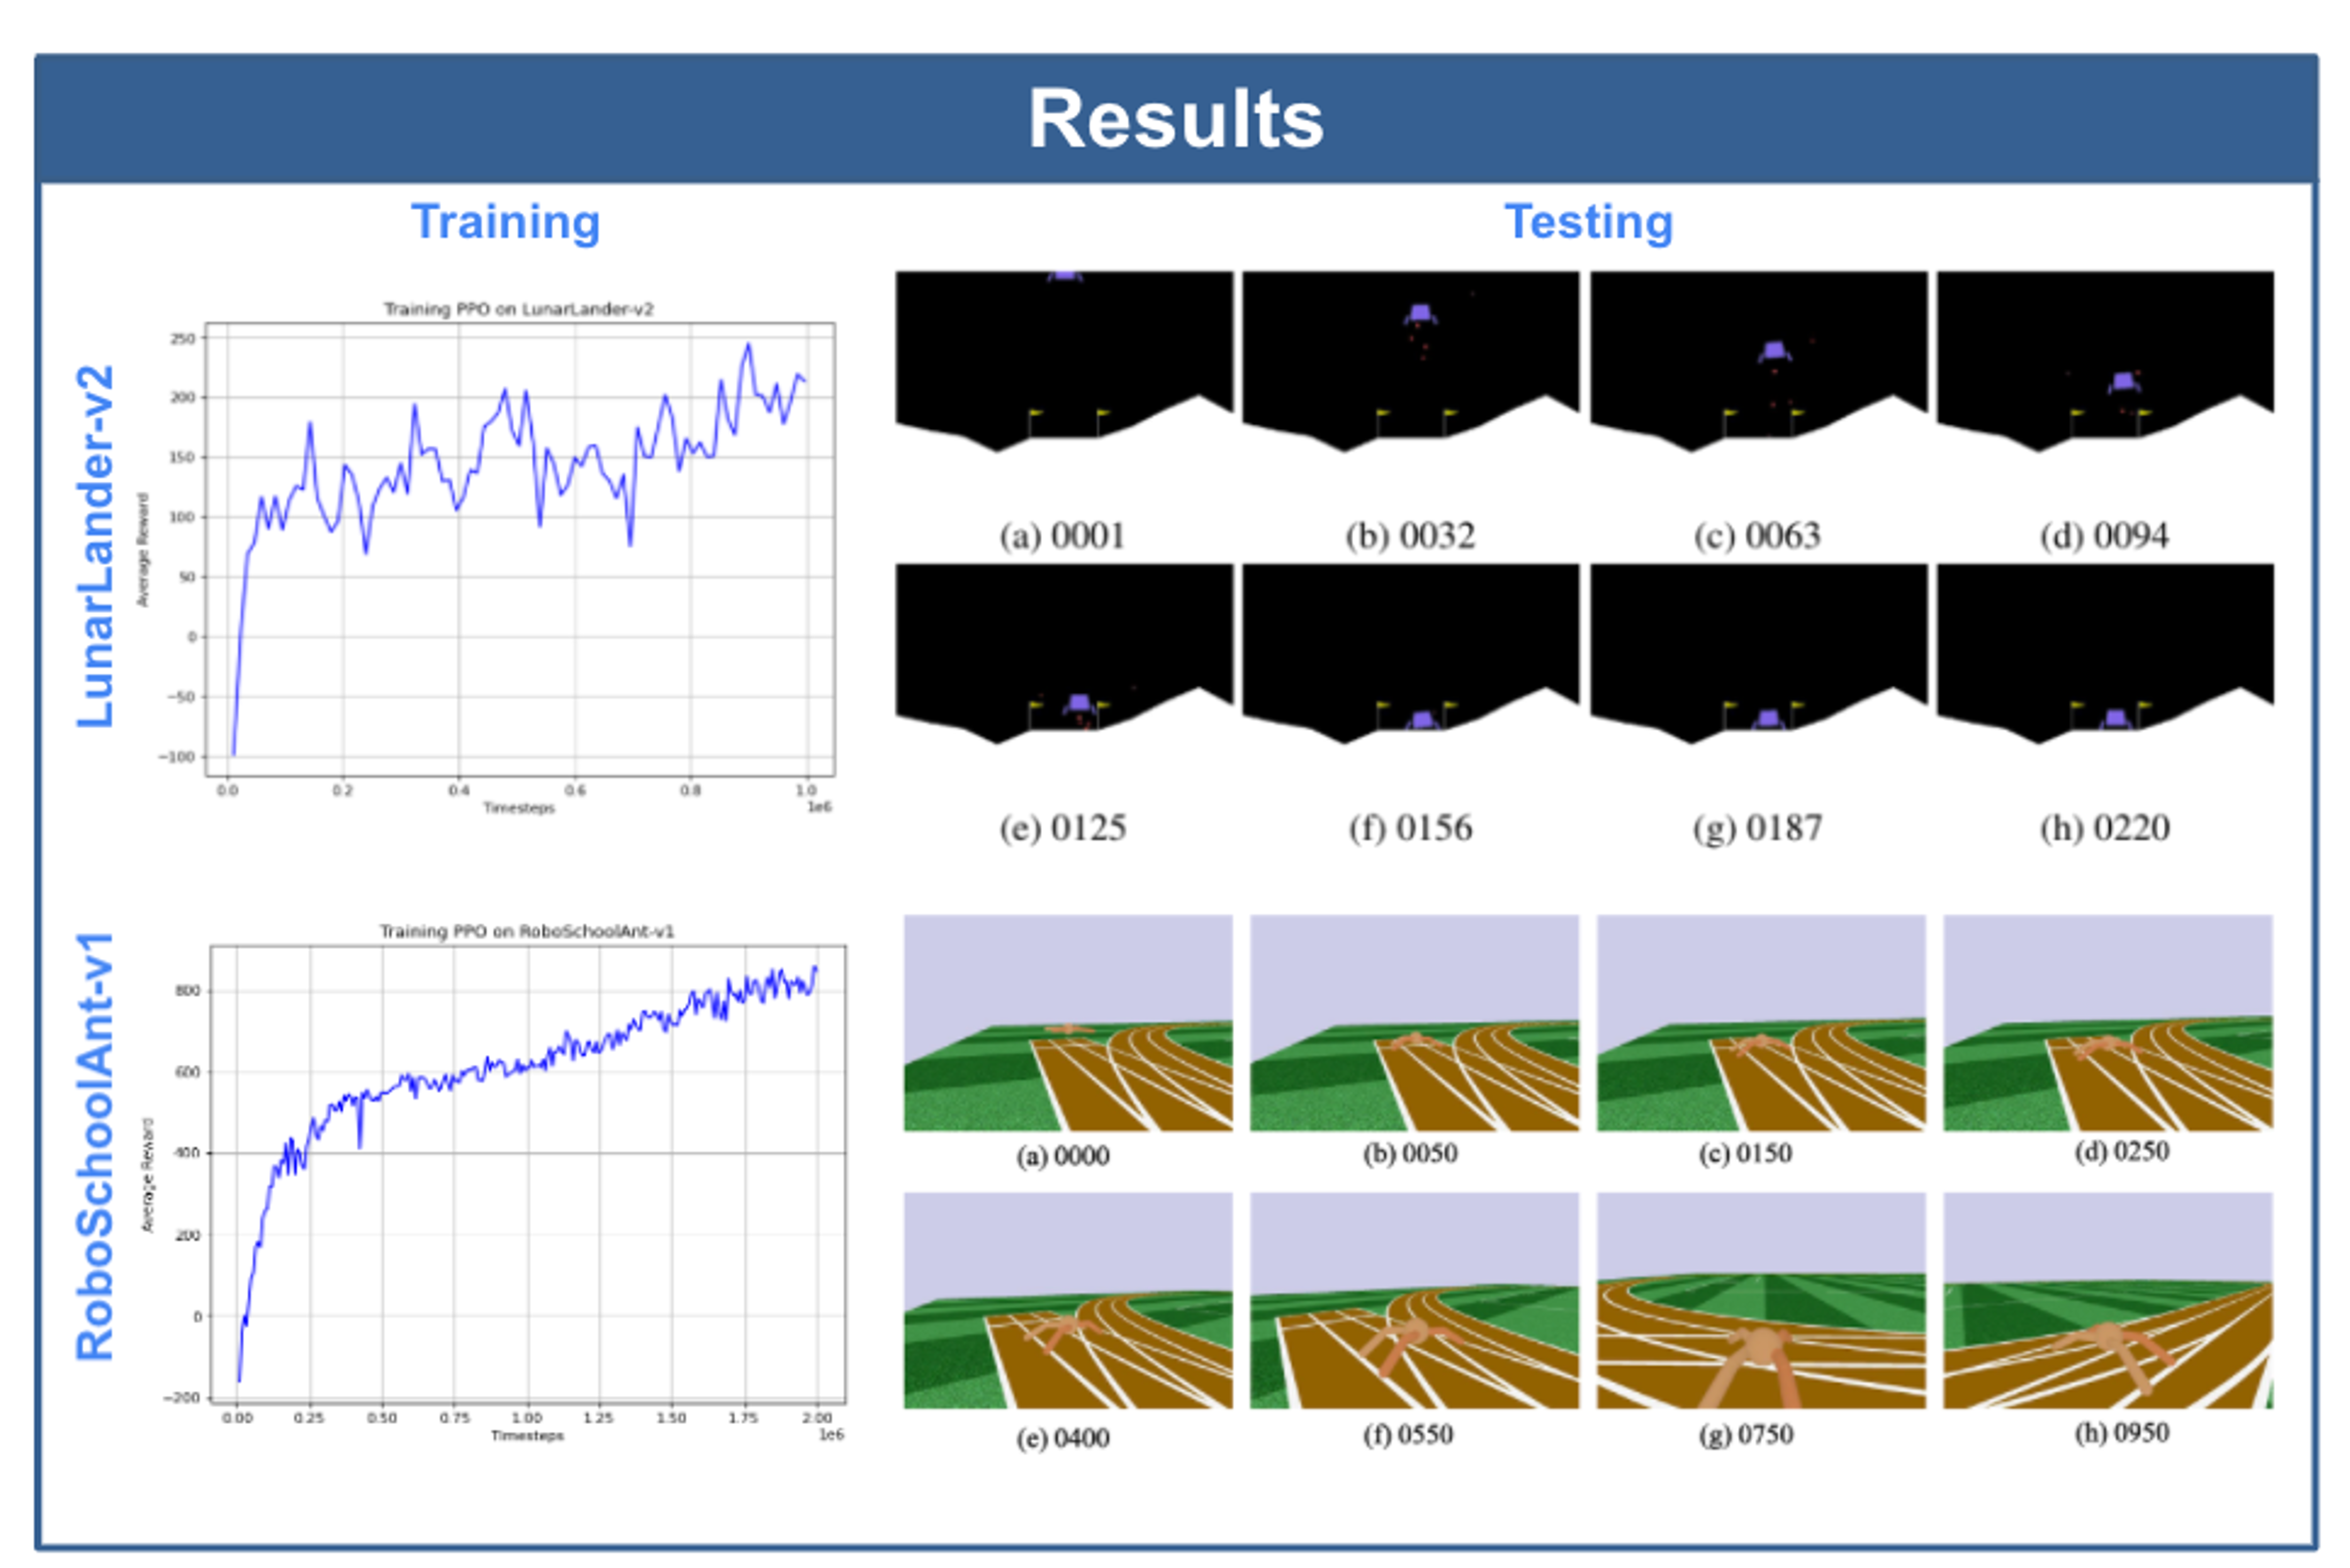 Results
Training
Testing
LunarLander-v2
Training PPO on LunarLander-v2
Average Reward
250
200
150
100
50
0
−50
−100
0.0 0.2 0.4 0.6 0.8 1.0
1e6
Timesteps
(a) 0001 (b) 0032 (c) 0063 (d) 0094
(e) 0125 (f) 0156 (g) 0187 (h) 0220
RoboSchoolAnt-v1
Training PPO on RoboSchoolAnt-v1
Average Reward
800
600
400
200
0
−200
0.00 0.25 0.50 0.75 1.00 1.25 1.50 1.75 2.00
1e6
Timesteps
(a) 0000 (b) 0050 (c) 0150 (d) 0250
(e) 0400 (f) 0550 (g) 0750 (h) 0950